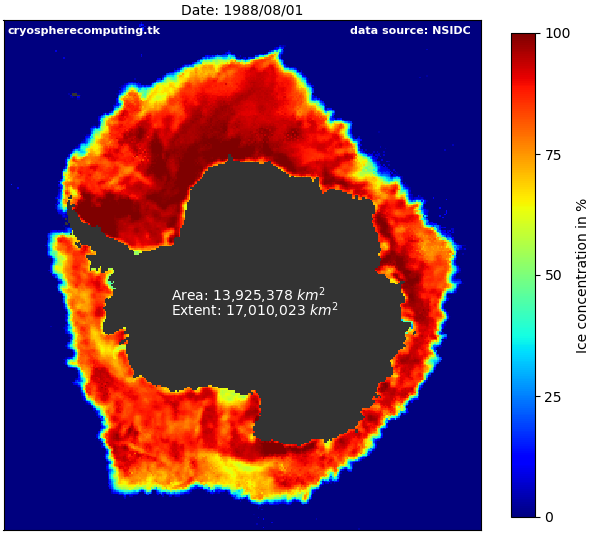 Date: 1988/08/01
cryospherecomputing.tk
data source: NSIDC
Area: 13,925,378 km²
Extent: 17,010,023 km²
100
75
50
25
0
Ice concentration in %